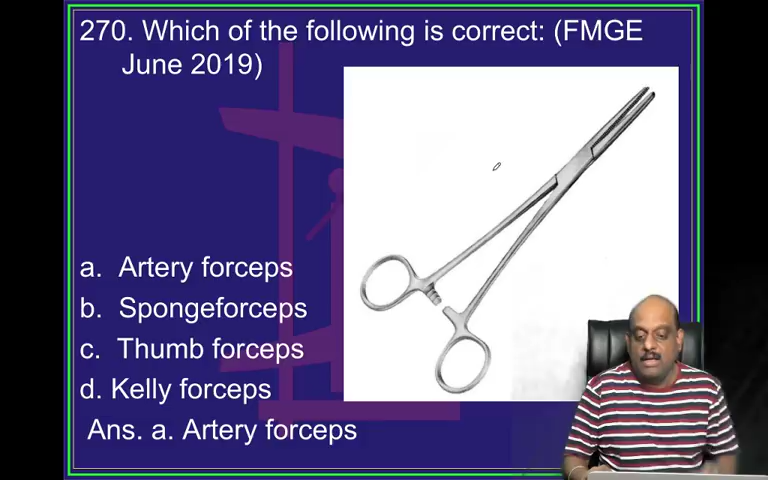 270. Which of the following is correct: (FMGE
June 2019)
a. Artery forceps
b. Spongeforceps
c. Thumb forceps
d. Kelly forceps
Ans. a. Artery forceps